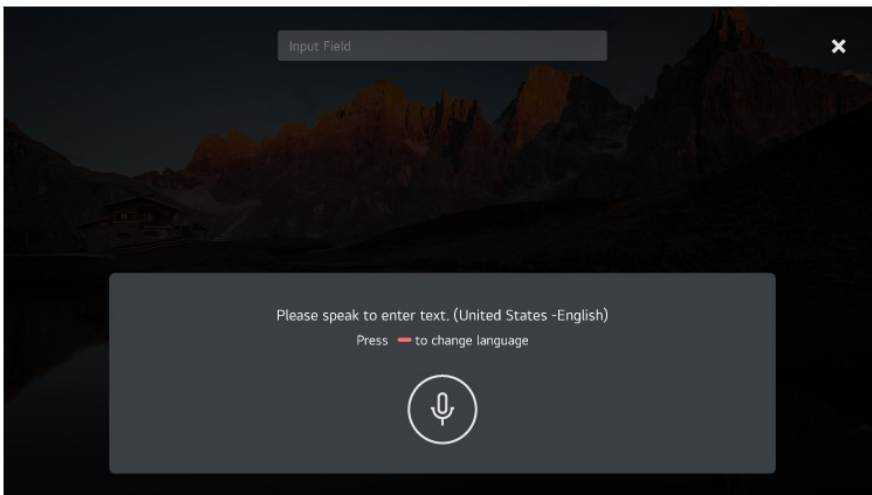 Input Field
Please speak to enter text. (United States -English)
Press to change language